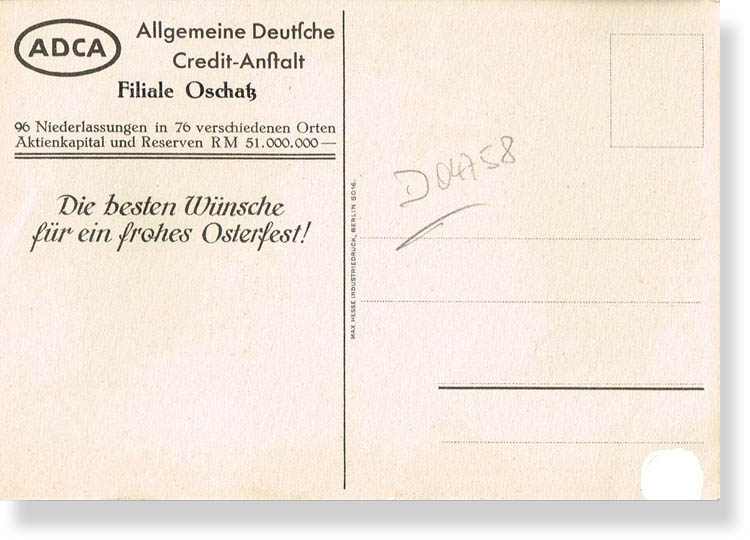 ADCA
Allgemeine Deutſche
Credit-Anſtalt
Filiale Oschatz
96 Niederlassungen in 76 verschiedenen Orten
Aktienkapital und Reserven RM 51.000.000—
Die besten Wünsche
für ein frohes Osterfest!
MAX HESSE INDUSTRIEDRUCK, BERLIN SO16.
D04758